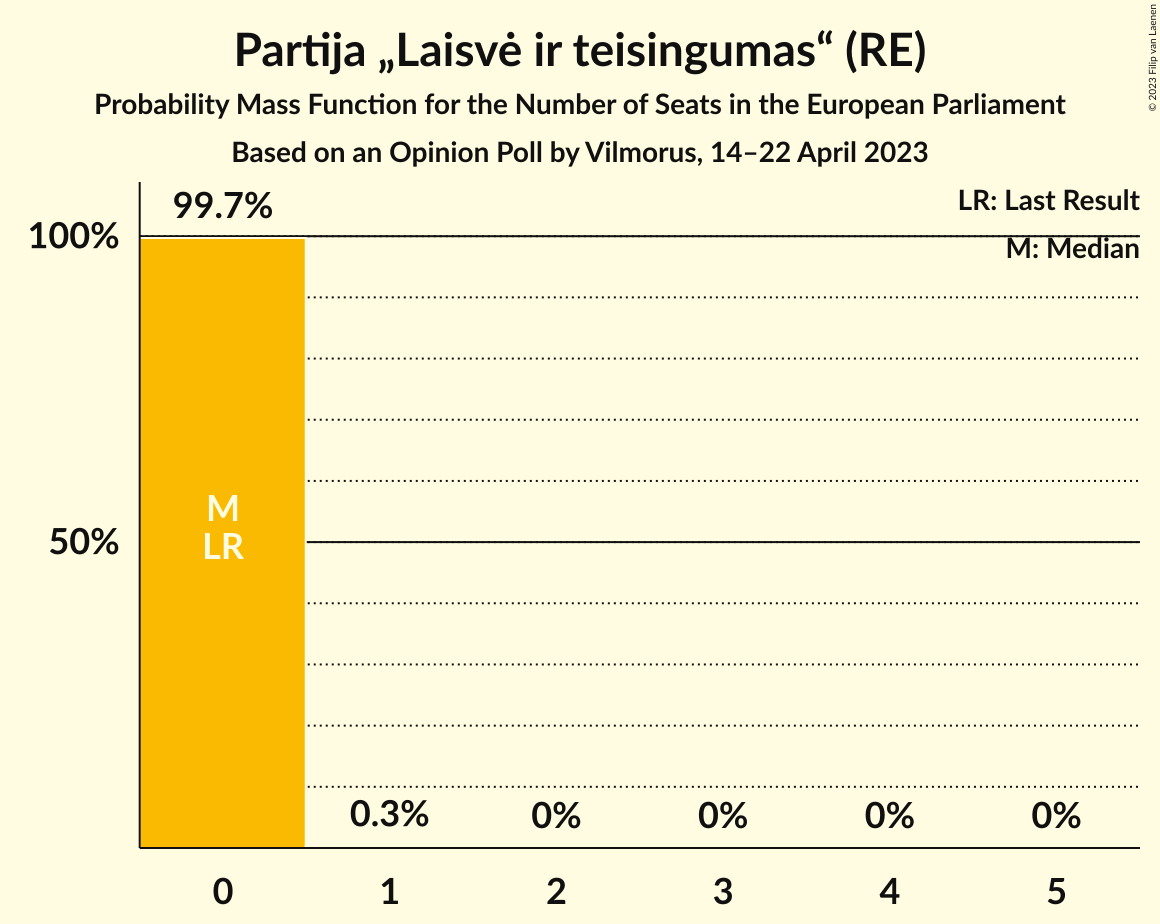 Partija „Laisvė ir teisingumas“ (RE)
Probability Mass Function for the Number of Seats in the European Parliament
Based on an Opinion Poll by Vilmorus, 14–22 April 2023
© 2023 Filip van Laenen
LR: Last Result
M: Median
99.7%
100%
50%
M
LR
0.3%
0%
0%
0%
0%
0
1
2
3
4
5